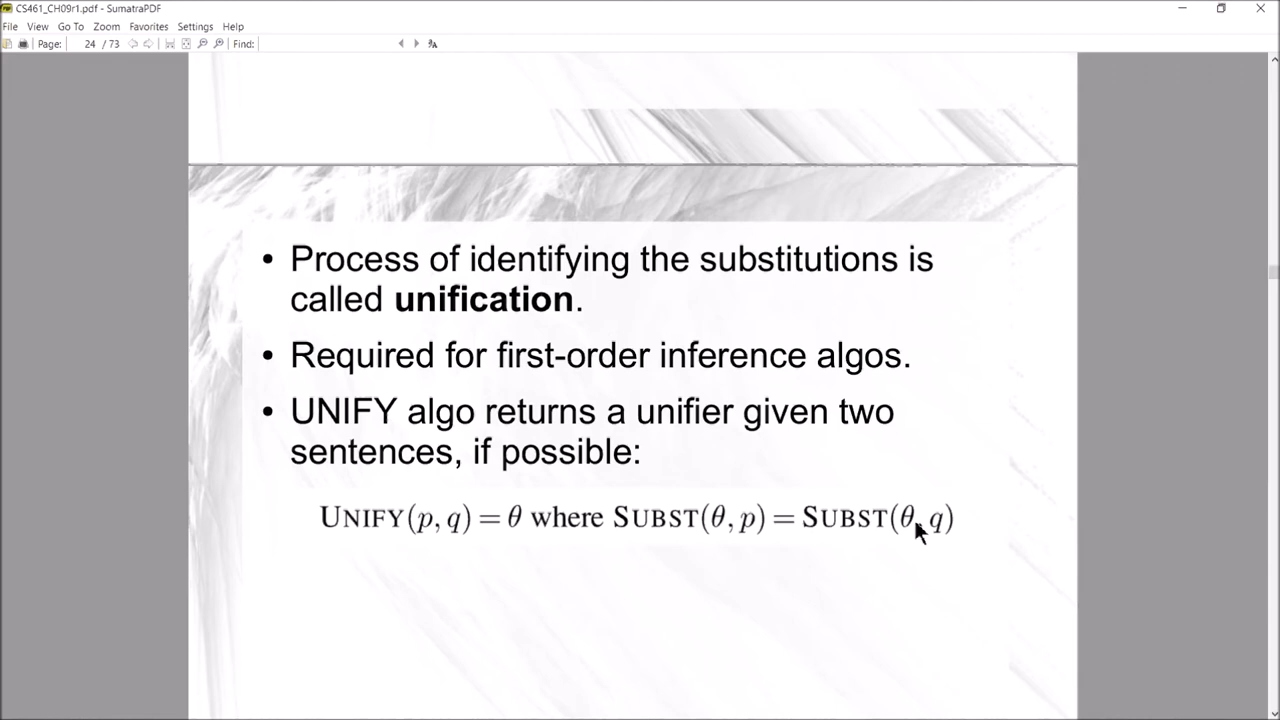 CS461_CH09r1.pdf - SumatraPDF
File View Go To Zoom Favorites Settings Help
Page: 24 / 73 Find:
• Process of identifying the substitutions is
called unification.
• Required for first-order inference algos.
• UNIFY algo returns a unifier given two
sentences, if possible:
UNIFY(p, q) = θ where SUBST(θ, p) = SUBST(θ, q)